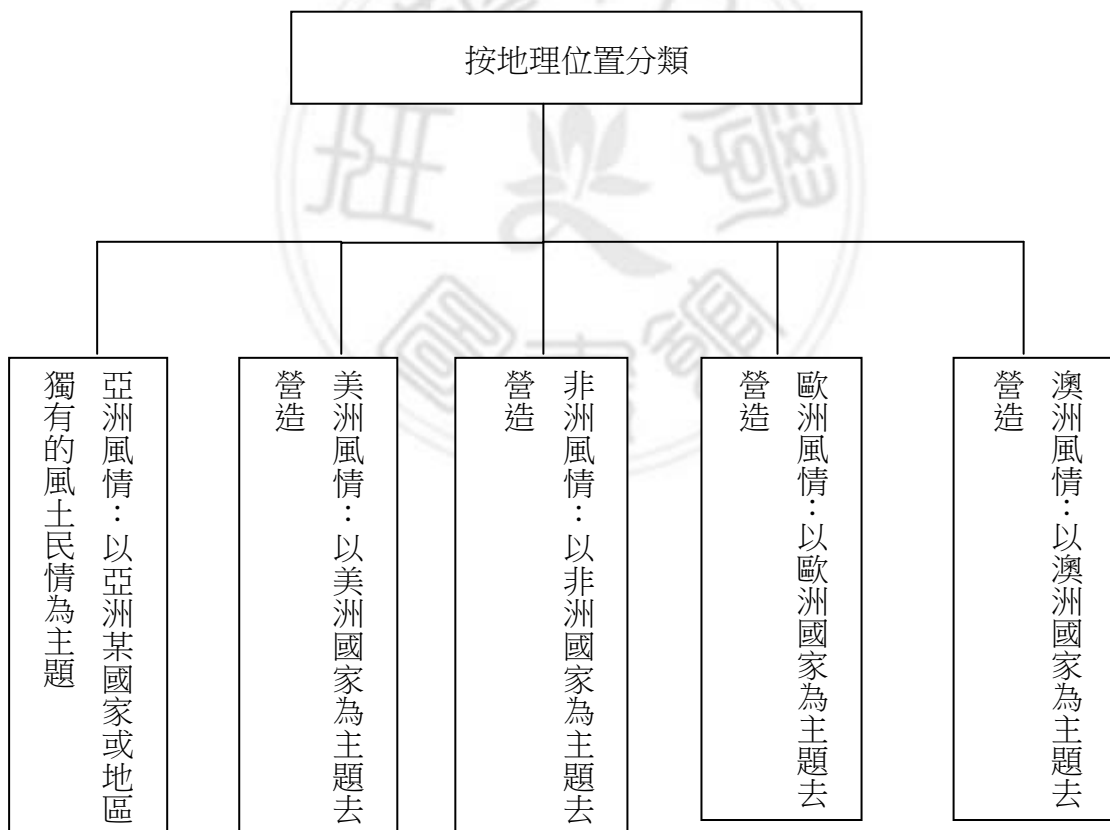 按地理位置分類
亞洲風情：以亞洲某國家或地區
獨有的風土民情為主題
美洲風情：以美洲國家為主題去
營造
非洲風情：以非洲國家為主題去
營造
歐洲風情：以歐洲國家為主題去
營造
澳洲風情：以澳洲國家為主題去
營造